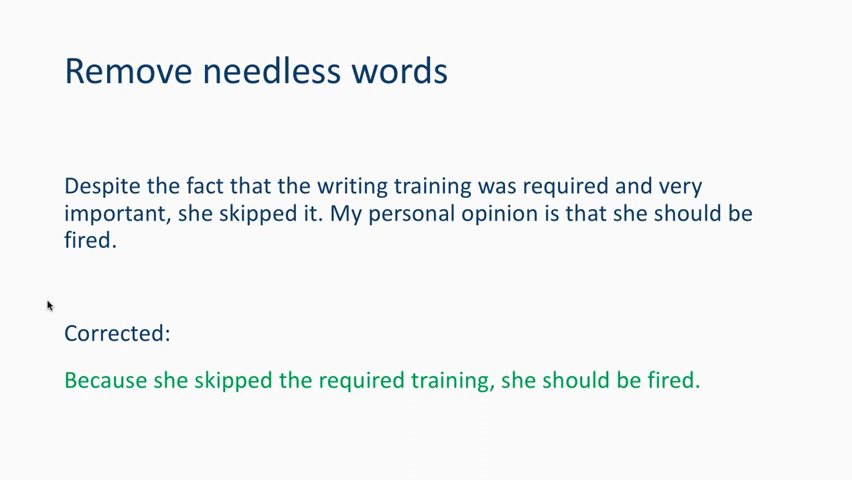 Remove needless words
Despite the fact that the writing training was required and very
important, she skipped it. My personal opinion is that she should be
fired.
Corrected:
Because she skipped the required training, she should be fired.